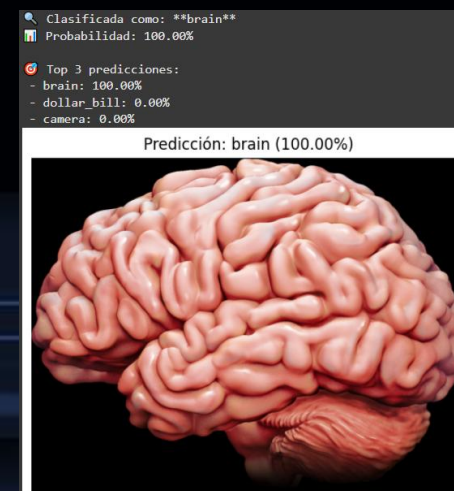 🔍 Clasificada como: **brain**
📊 Probabilidad: 100.00%
🎯 Top 3 predicciones:
- brain: 100.00%
- dollar_bill: 0.00%
- camera: 0.00%
Predicción: brain (100.00%)